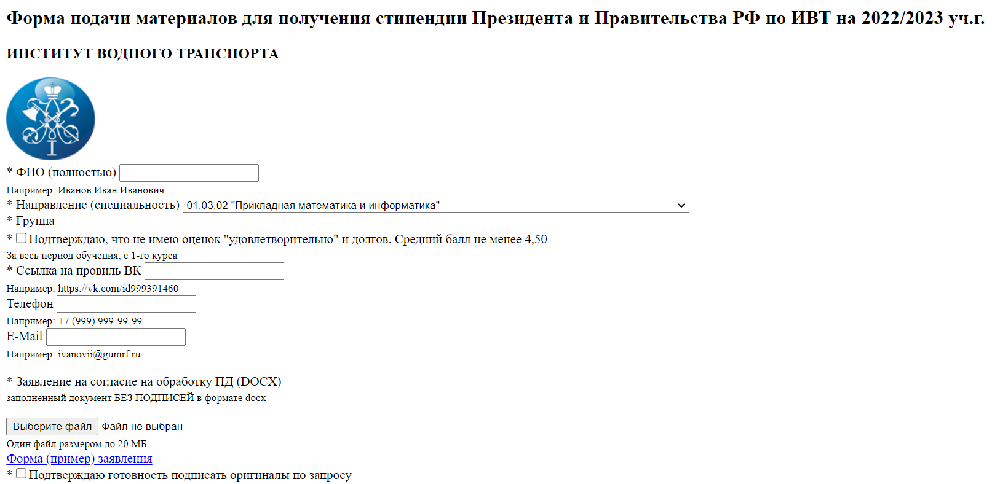 Форма подачи материалов для получения стипендии Президента и Правительства РФ по ИВТ на 2022/2023 уч.г.
ИНСТИТУТ ВОДНОГО ТРАНСПОРТА
* ФИО (полностью)
Например: Иванов Иван Иванович
* Направление (специальность) 01.03.02 "Прикладная математика и информатика"
* Группа
* Подтверждаю, что не имею оценок "удовлетворительно" и долгов. Средний балл не менее 4,50
За весь период обучения, с 1-го курса
* Ссылка на провиль ВК
Например: https://vk.com/id999391460
Телефон
Например: +7 (999) 999-99-99
E-Mail
Например: ivanovii@gumrf.ru
* Заявление на согласие на обработку ПД (DOCX)
заполненный документ БЕЗ ПОДПИСЕЙ в формате docx
Выберите файл Файл не выбран
Один файл размером до 20 МБ.
Форма (пример) заявления
* Подтверждаю готовность подписать оригиналы по запросу